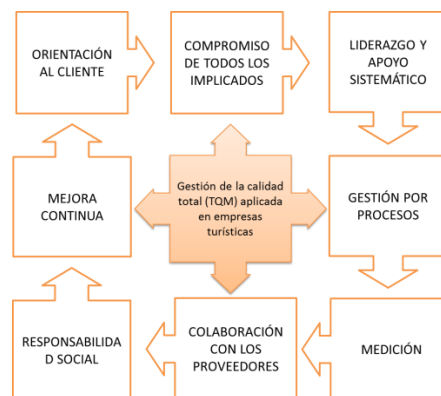 ORIENTACIÓN
AL CLIENTE
COMPROMISO
DE TODOS LOS
IMPLICADOS
LIDERAZGO Y
APOYO
SISTEMÁTICO
MEJORA
CONTINUA
Gestión de la calidad
total (TQM) aplicada
en empresas
turísticas
GESTIÓN POR
PROCESOS
RESPONSABILIDA
D SOCIAL
COLABORACIÓN
CON LOS
PROVEEDORES
MEDICIÓN